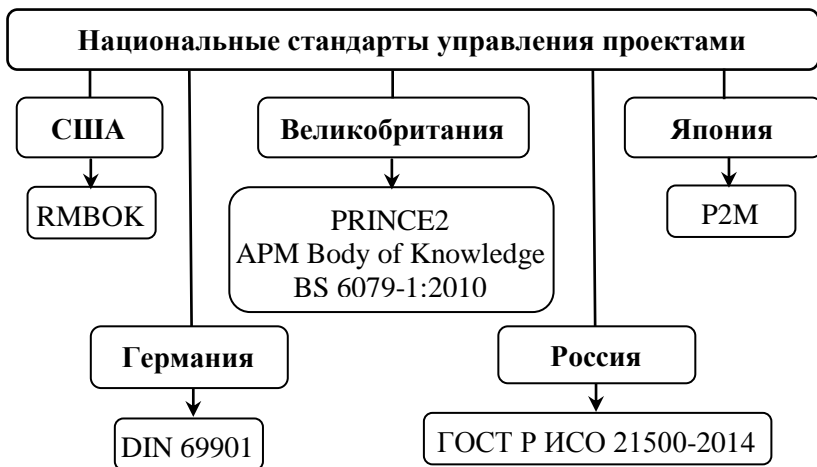 Национальные стандарты управления проектами
США
Великобритания
Япония
RMBOK
PRINCE2
APM Body of Knowledge
BS 6079-1:2010
P2M
Германия
Россия
DIN 69901
ГОСТ Р ИСО 21500-2014